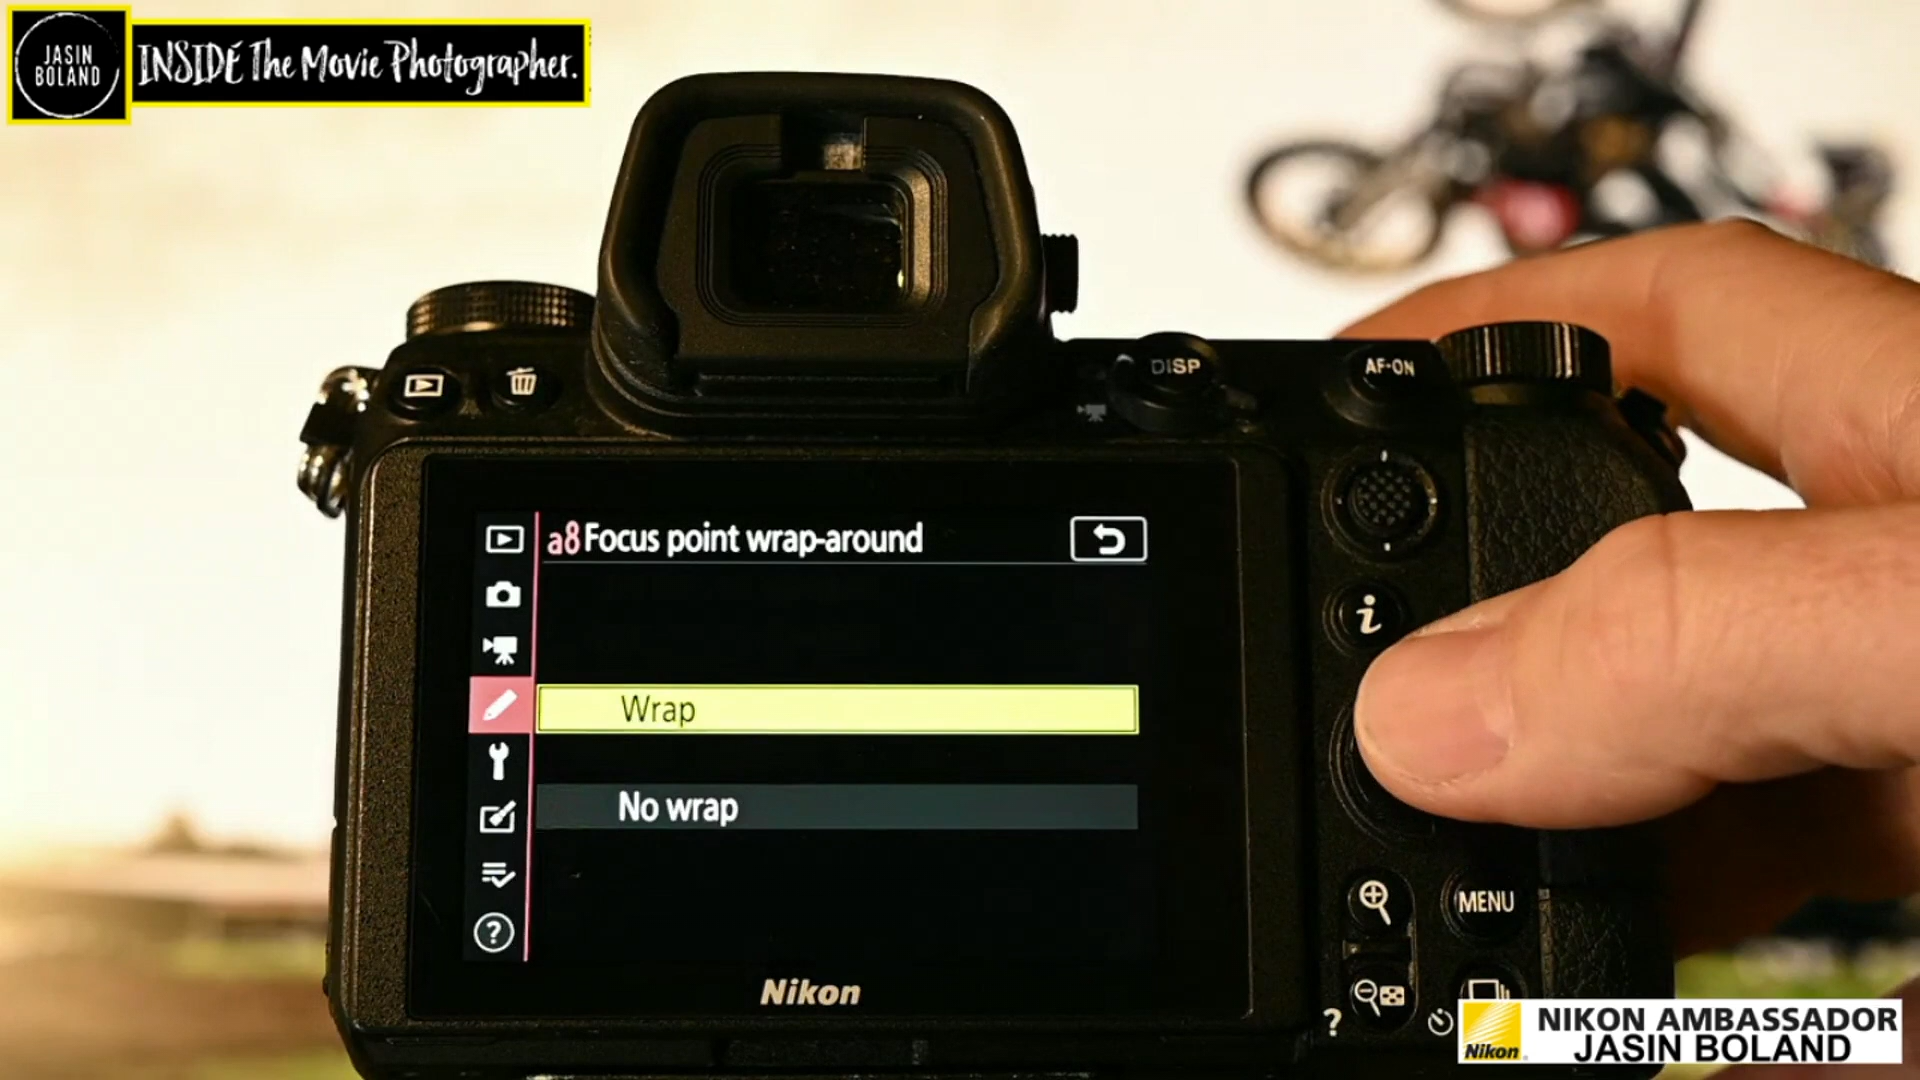 JASIN
BOLAND
INSIDE The Movie Photographer.
DISP
AF-ON
a8 Focus point wrap-around
i
Wrap
No wrap
?
MENU
Nikon
?
Nikon
NIKON AMBASSADOR
JASIN BOLAND